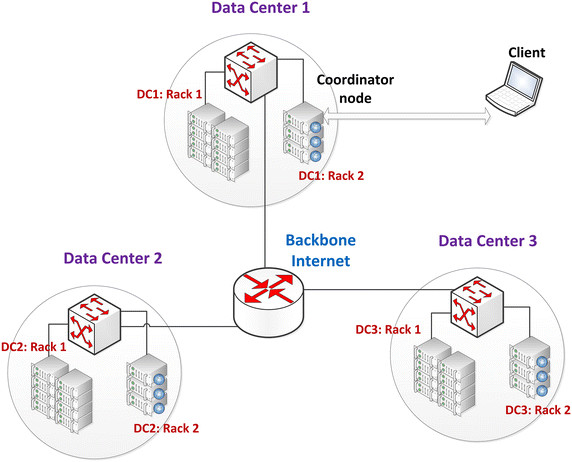 Data Center 1
Client
Coordinator
node
DC1: Rack 1
DC1: Rack 2
Backbone
Internet
Data Center 2
Data Center 3
DC2: Rack 1
DC3: Rack 1
DC2: Rack 2
DC3: Rack 2